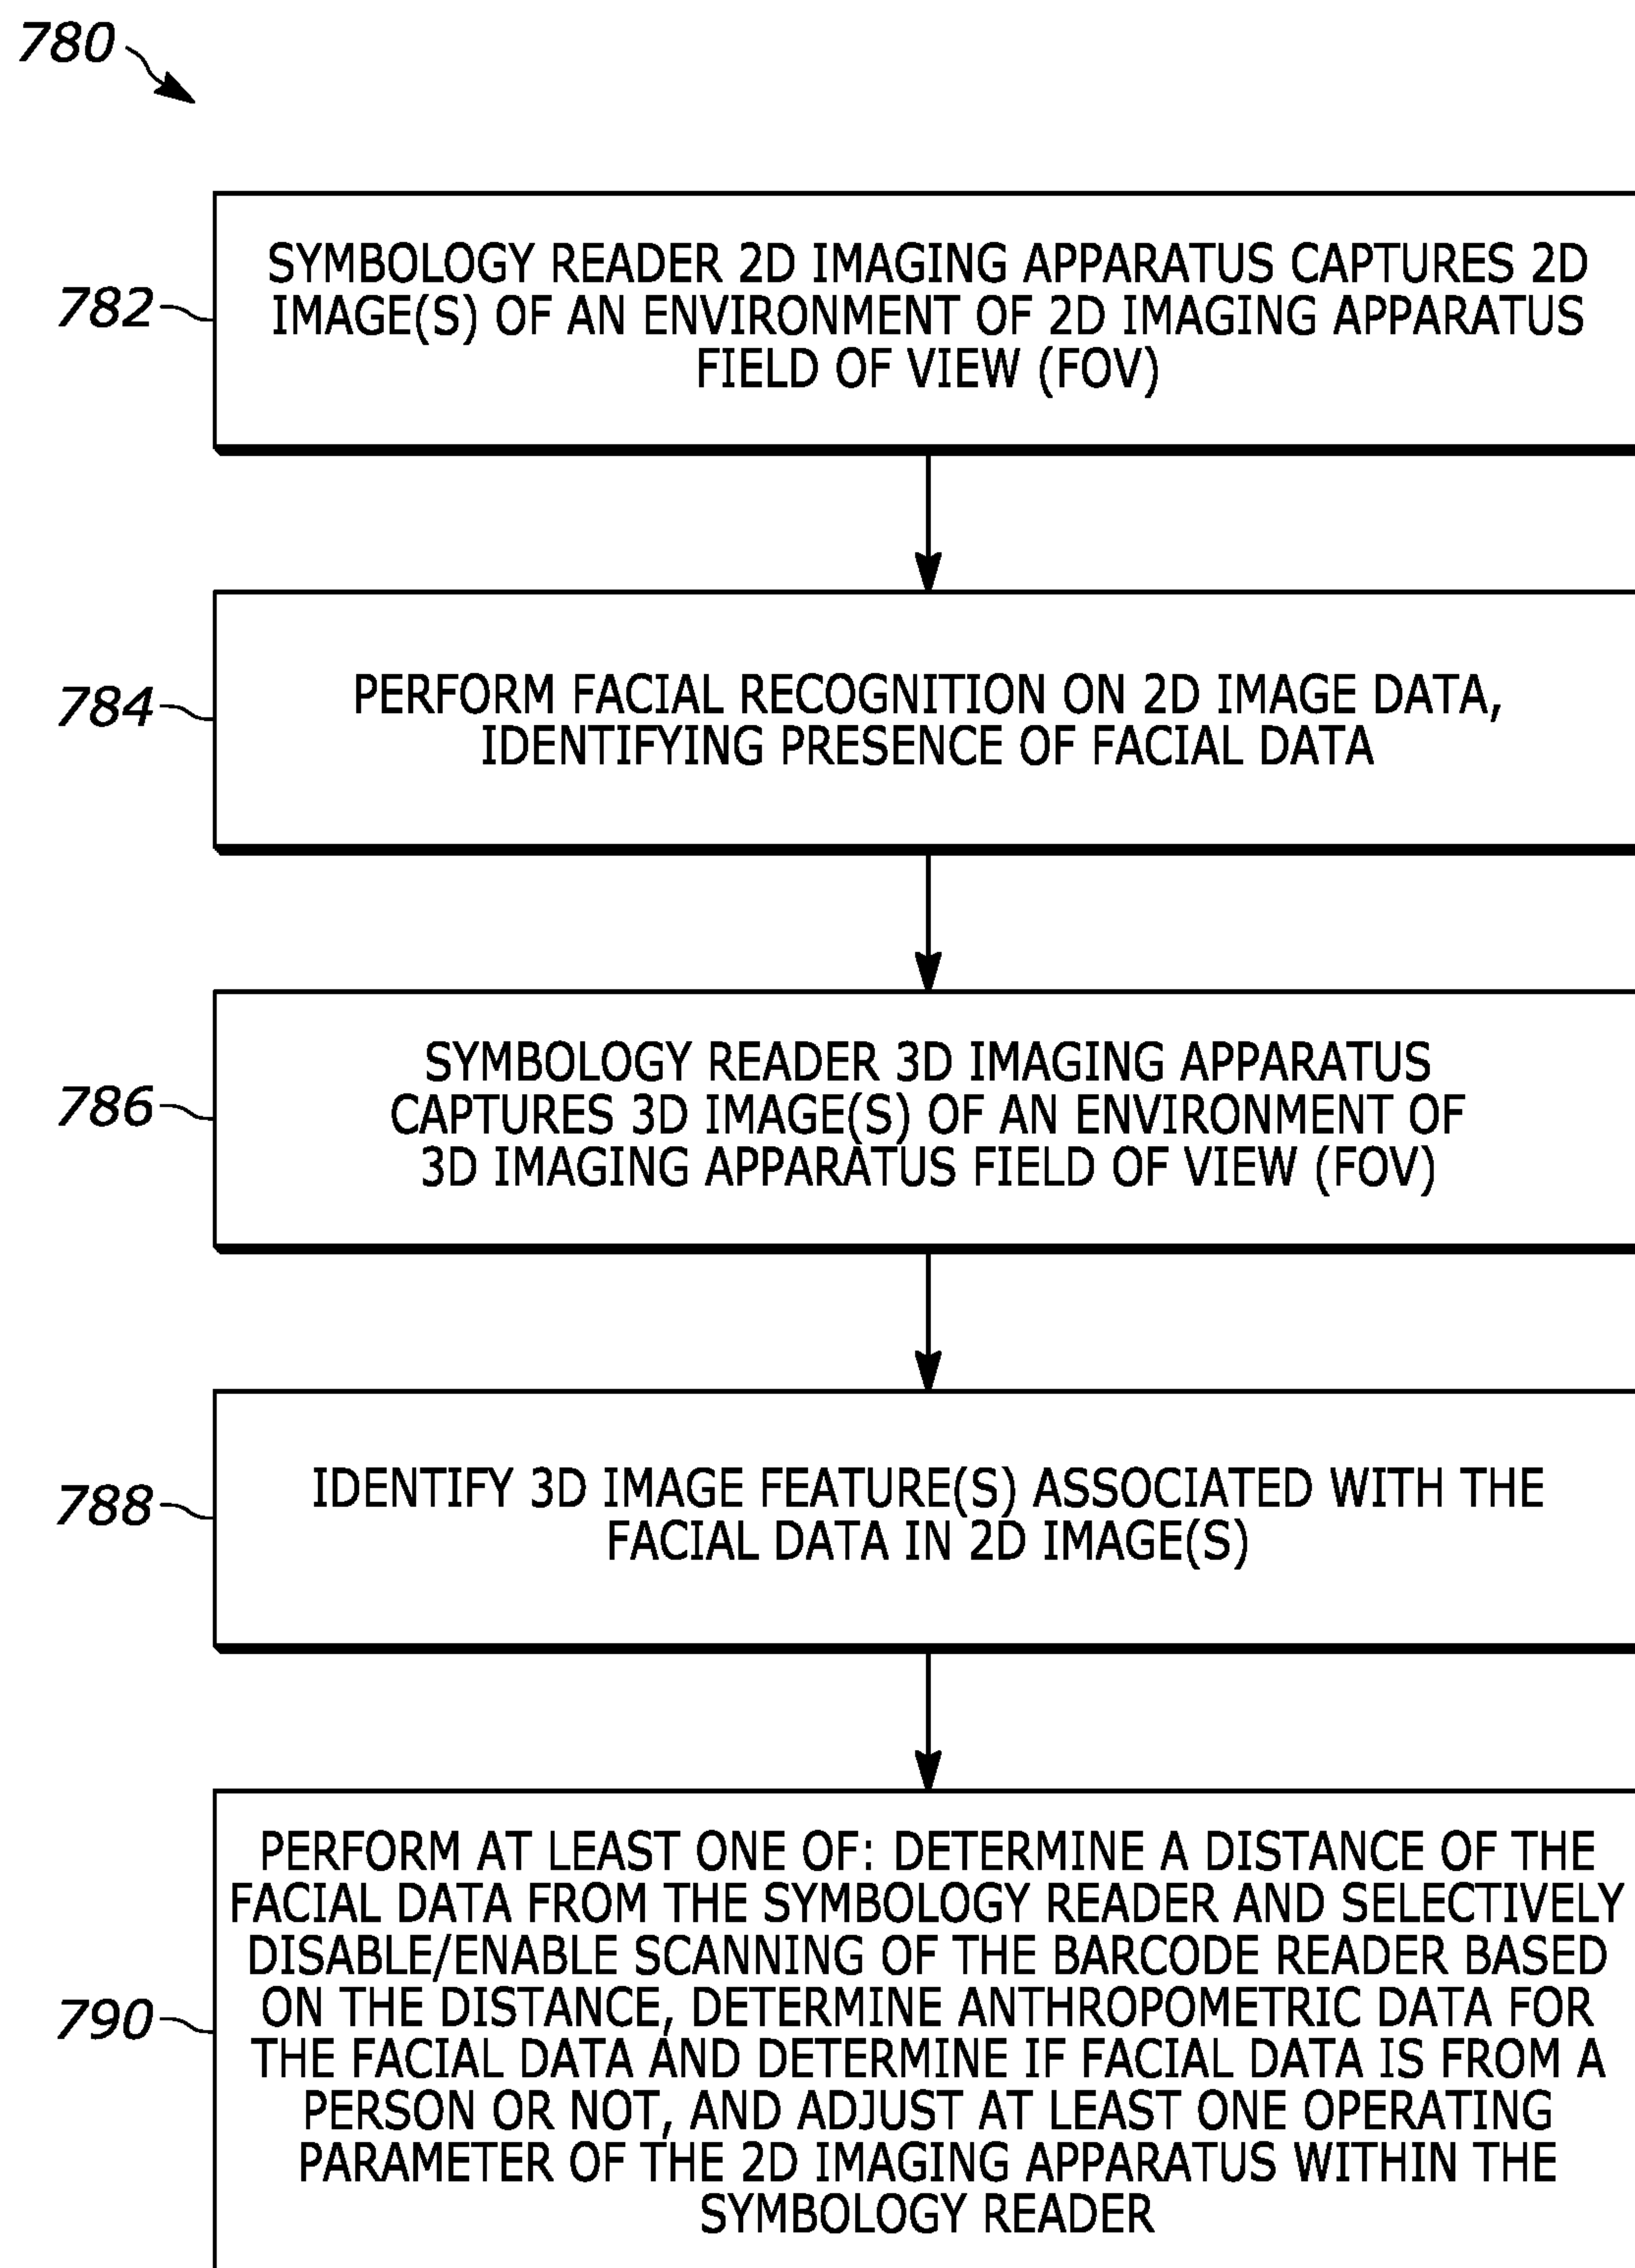 780
782
SYMBOLOGY READER 2D IMAGING APPARATUS CAPTURES 2D
IMAGE(S) OF AN ENVIRONMENT OF 2D IMAGING APPARATUS
FIELD OF VIEW (FOV)
784
PERFORM FACIAL RECOGNITION ON 2D IMAGE DATA,
IDENTIFYING PRESENCE OF FACIAL DATA
786
SYMBOLOGY READER 3D IMAGING APPARATUS
CAPTURES 3D IMAGE(S) OF AN ENVIRONMENT OF
3D IMAGING APPARATUS FIELD OF VIEW (FOV)
788
IDENTIFY 3D IMAGE FEATURE(S) ASSOCIATED WITH THE
FACIAL DATA IN 2D IMAGE(S)
790
PERFORM AT LEAST ONE OF: DETERMINE A DISTANCE OF THE
FACIAL DATA FROM THE SYMBOLOGY READER AND SELECTIVELY
DISABLE/ENABLE SCANNING OF THE BARCODE READER BASED
ON THE DISTANCE, DETERMINE ANTHROPOMETRIC DATA FOR
THE FACIAL DATA AND DETERMINE IF FACIAL DATA IS FROM A
PERSON OR NOT, AND ADJUST AT LEAST ONE OPERATING
PARAMETER OF THE 2D IMAGING APPARATUS WITHIN THE
SYMBOLOGY READER